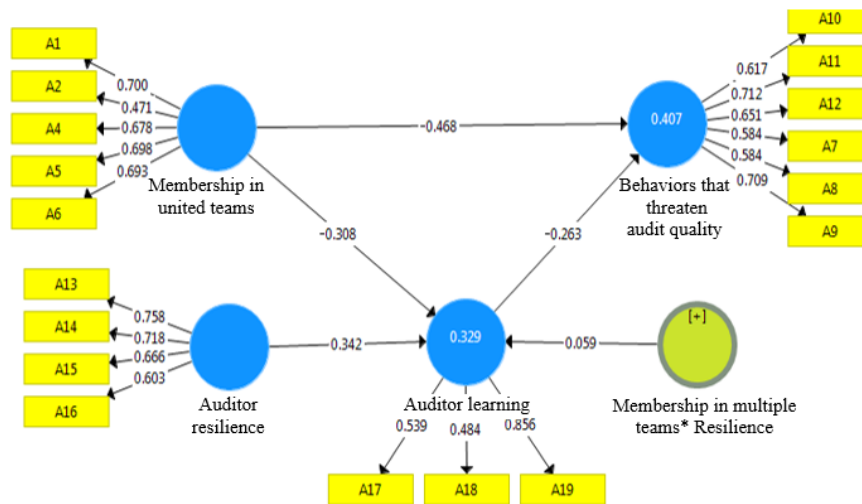 A1
A2
A4
A5
A6
0.700
0.471
0.678
0.698
0.693
Membership in
united teams
−0.468
0.407
Behaviors that
threaten
audit quality
0.617
0.712
0.651
0.584
0.584
0.709
A10
A11
A12
A7
A8
A9
−0.308
−0.263
A13
A14
A15
A16
0.758
0.718
0.666
0.603
Auditor
resilience
0.342
0.329
Auditor learning
0.059
[+]
Membership in multiple
teams* Resilience
0.539
0.484
0.856
A17
A18
A19